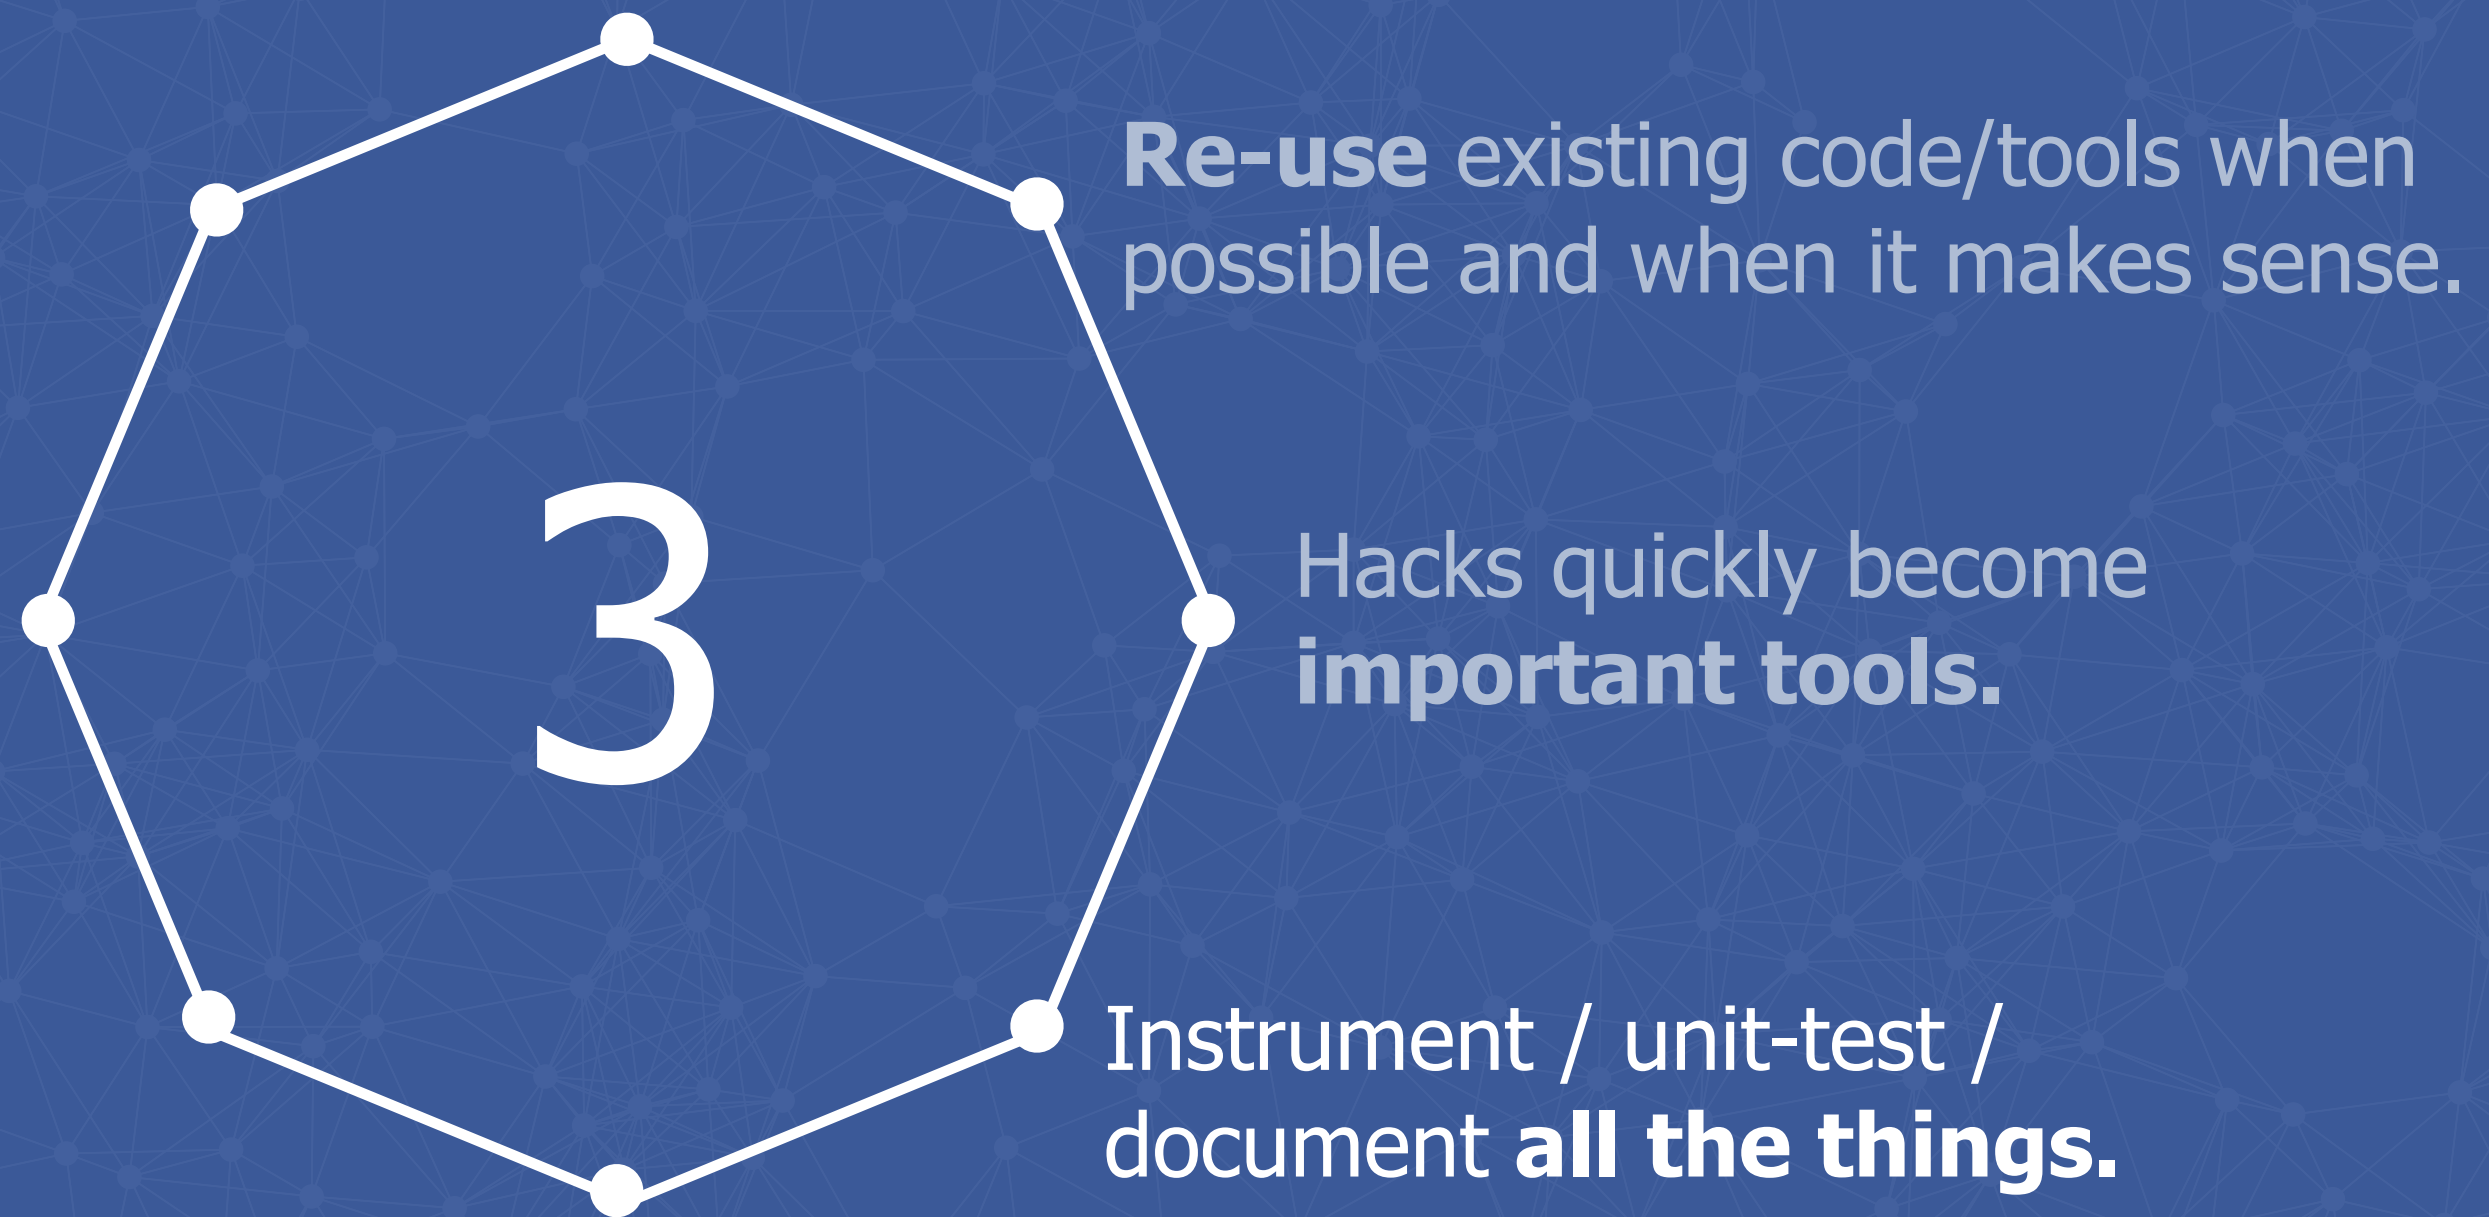 3
Re-use existing code/tools when
possible and when it makes sense.
Hacks quickly become
important tools.
Instrument / unit-test /
document all the things.